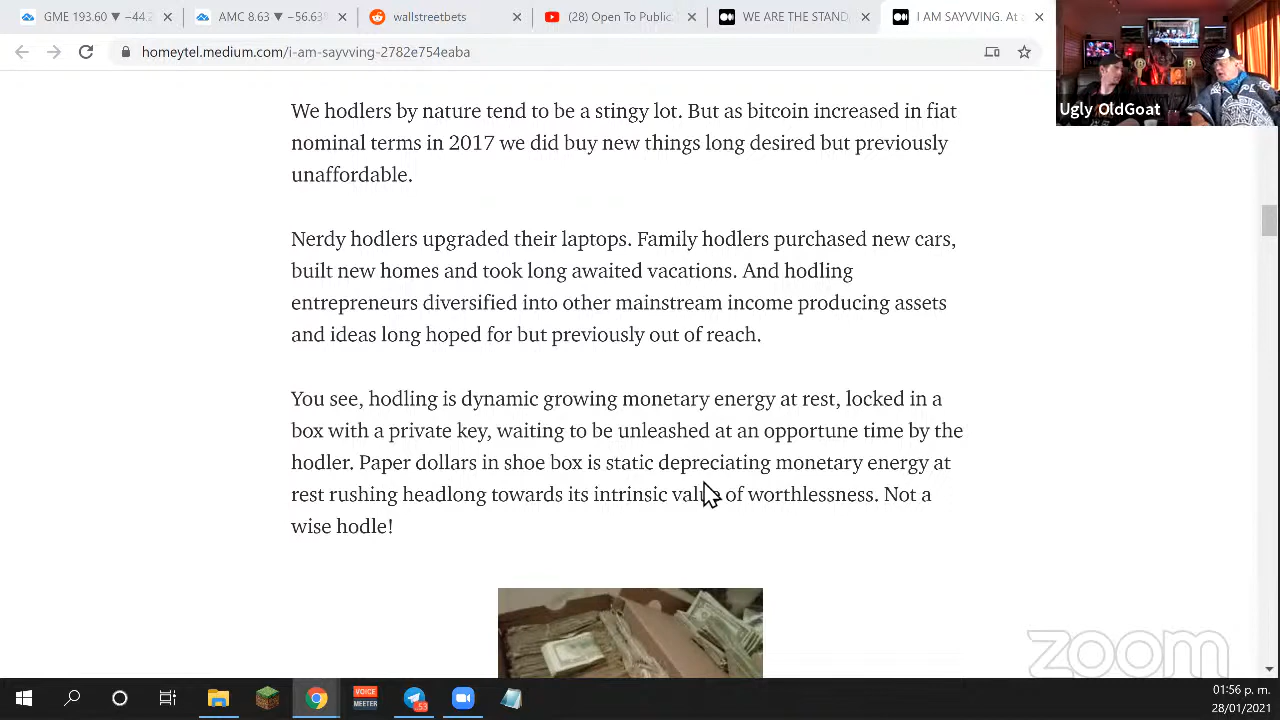 GME 193.60 ▼ −44.2
AMC 8.63 ▼ −56.63
wallstreetbets
(28) Open To Public
WE ARE THE STAND
I AM SAYVVING. At a
homeytel.medium.com/i-am-sayvving-2782e75
Ugly OldGoat
We hodlers by nature tend to be a stingy lot. But as bitcoin increased in fiat
nominal terms in 2017 we did buy new things long desired but previously
unaffordable.
Nerdy hodlers upgraded their laptops. Family hodlers purchased new cars,
built new homes and took long awaited vacations. And hodling
entrepreneurs diversified into other mainstream income producing assets
and ideas long hoped for but previously out of reach.
You see, hodling is dynamic growing monetary energy at rest, locked in a
box with a private key, waiting to be unleashed at an opportune time by the
hodler. Paper dollars in shoe box is static depreciating monetary energy at
rest rushing headlong towards its intrinsic value of worthlessness. Not a
wise hodle!
zoom
VOICE
MEETER
53
01:56 p. m.
28/01/2021